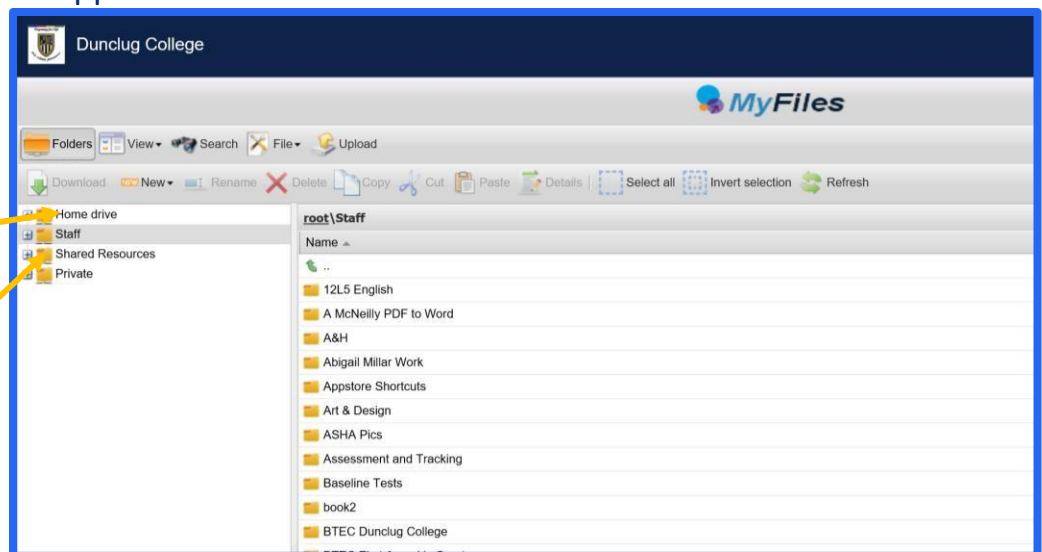 Dunclug College
MyFiles
Folders View Search File Upload
Download New Rename Delete Copy Cut Paste Details Select all Invert selection Refresh
Home drive
Staff
Shared Resources
Private
root\Staff
Name
..
12L5 English
A McNeilly PDF to Word
A&H
Abigail Millar Work
Appstore Shortcuts
Art & Design
ASHA Pics
Assessment and Tracking
Baseline Tests
book2
BTEC Dunclug College